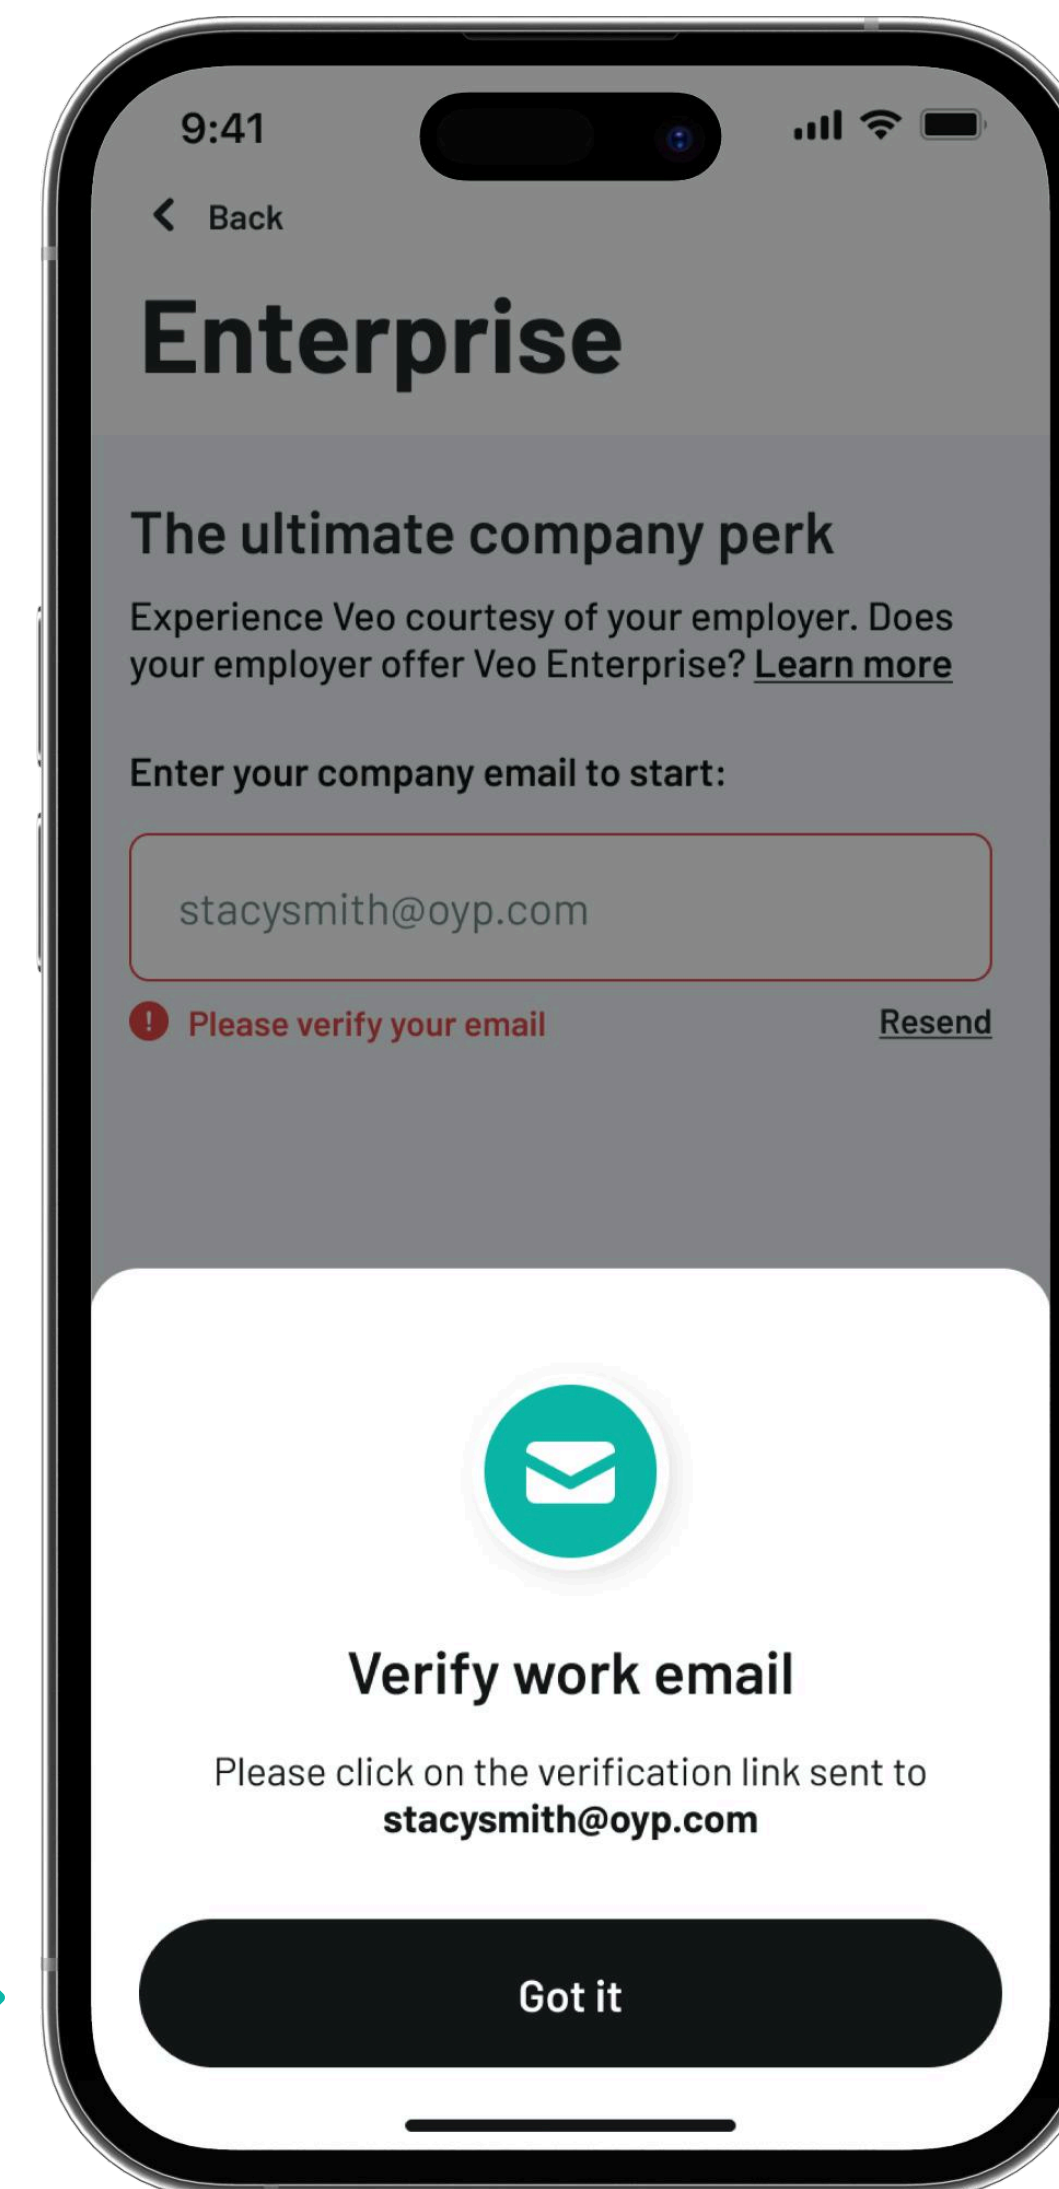 9:41
Back
Enterprise
The ultimate company perk
Experience Veo courtesy of your employer. Does
your employer offer Veo Enterprise? Learn more
Enter your company email to start:
stacysmith@oyp.com
Please verify your email
Resend
Verify work email
Please click on the verification link sent to
stacysmith@oyp.com
Got it